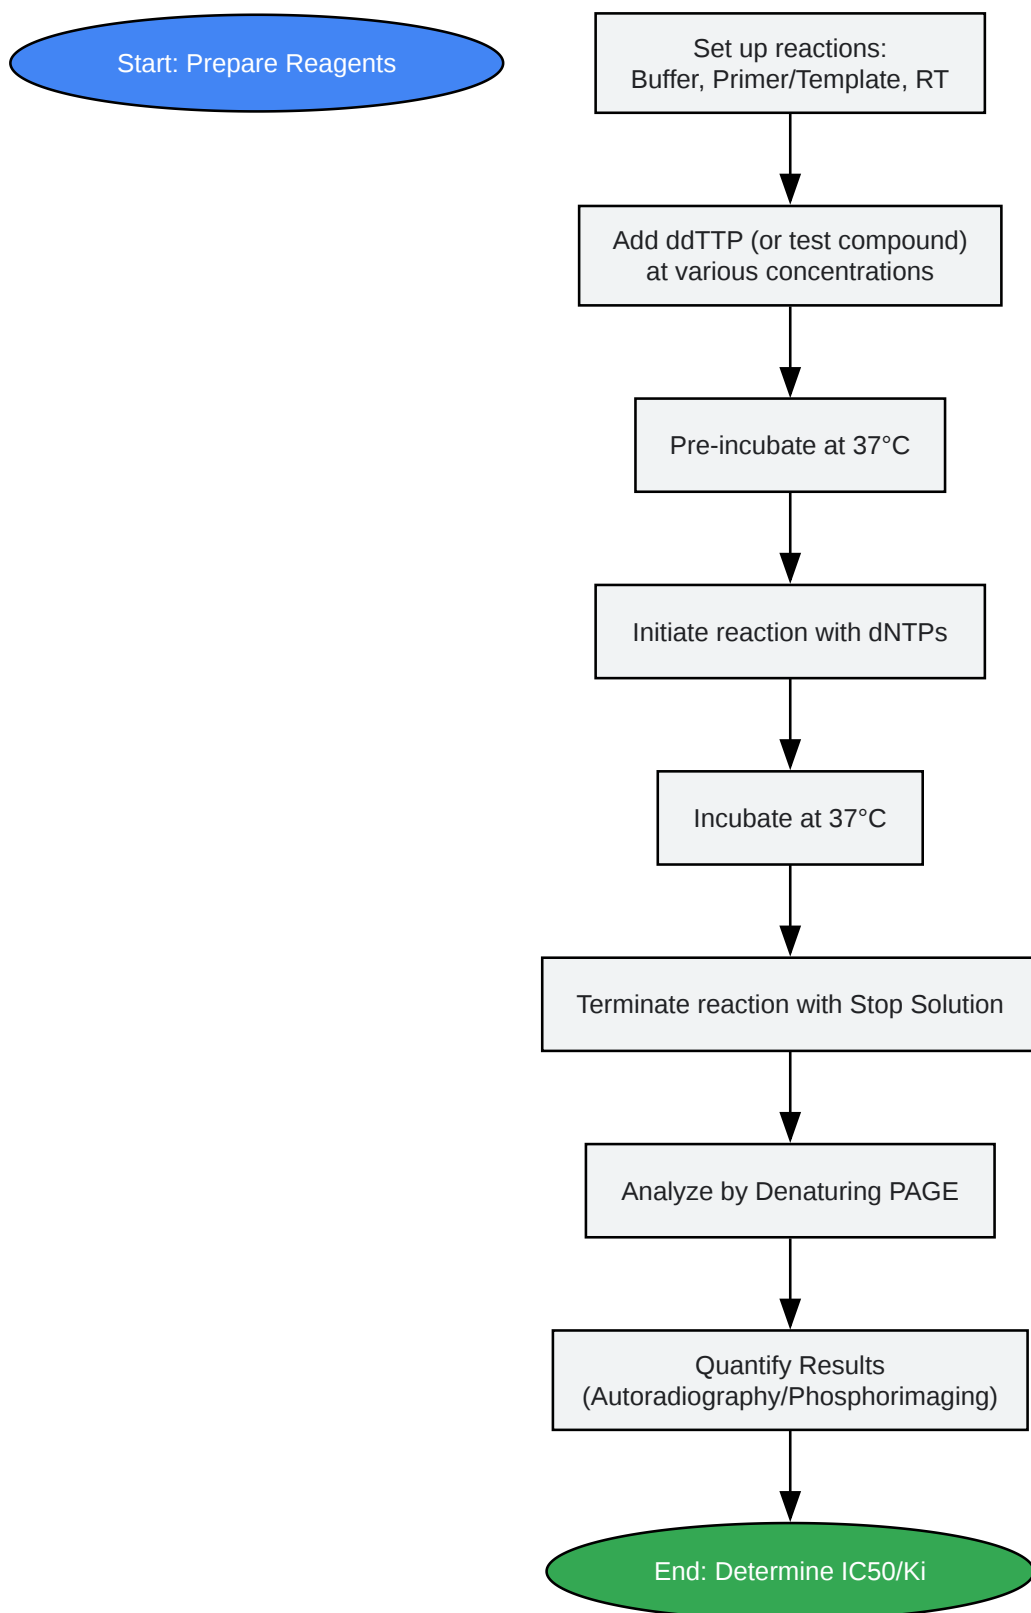 Start: Prepare Reagents
Set up reactions:
Buffer, Primer/Template, RT
Add ddTTP (or test compound)
at various concentrations
Pre-incubate at 37°C
Initiate reaction with dNTPs
Incubate at 37°C
Terminate reaction with Stop Solution
Analyze by Denaturing PAGE
Quantify Results
(Autoradiography/Phosphorimaging)
End: Determine IC50/Ki